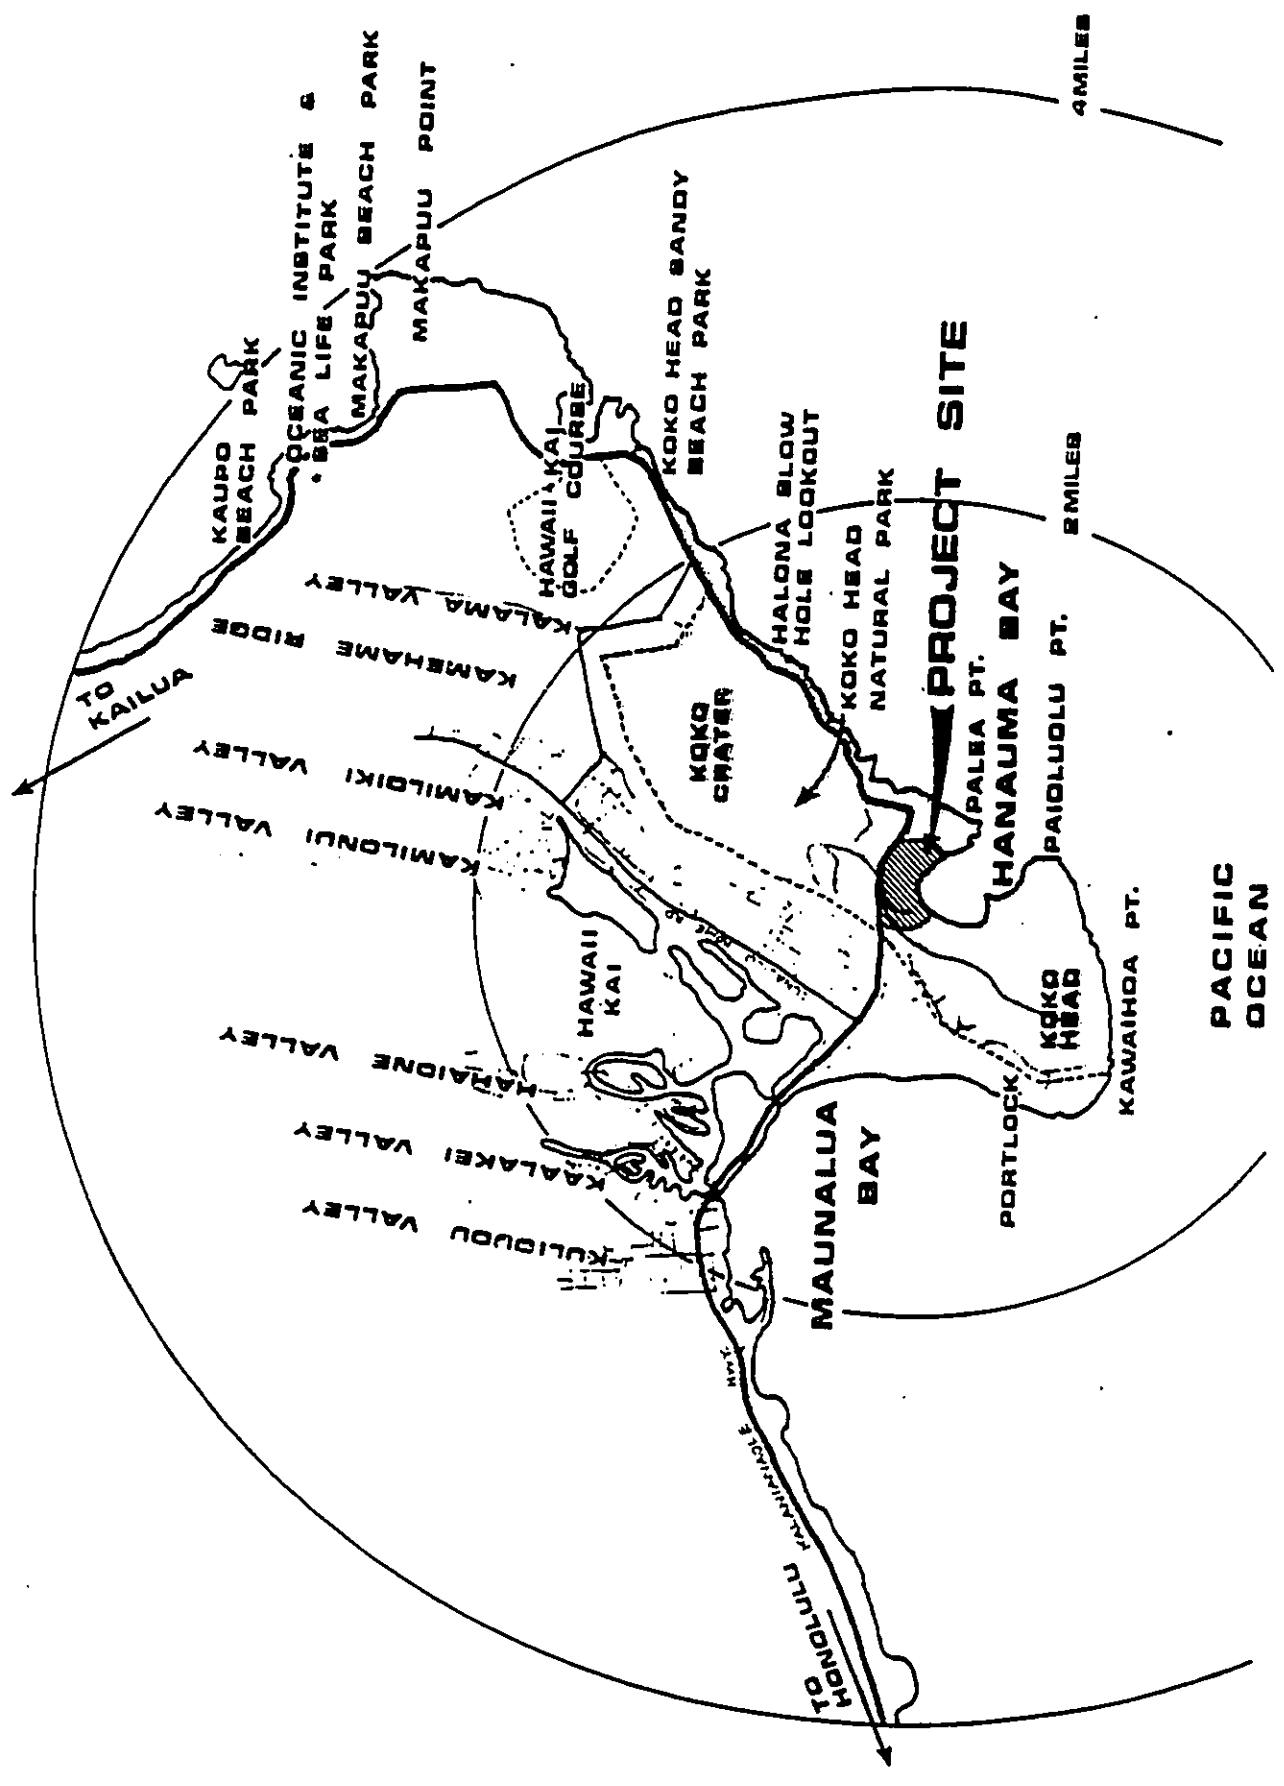 TO
KAILUA
KAUPO
BEACH PARK
OCEANIC INSTITUTE &
SEA LIFE PARK
MAKAPUU BEACH PARK
MAKAPUU POINT
KAMEHAME RIDGE
KALAMA VALLEY
HAWAII KAI
GOLF COURSE
KOKO HEAD SANDY
BEACH PARK
4 MILES
KAMILOIKI VALLEY
KAMILONUI VALLEY
HAHAIONE VALLEY
KAALAKEI VALLEY
KULIOUOU VALLEY
HAWAII
KAI
KOKO
CRATER
HALONA BLOW
HOLE LOOKOUT
KOKO HEAD
NATURAL PARK
PROJECT SITE
PALEA PT.
HANAUMA BAY
PAIOLUOLU PT.
2 MILES
KOKO
HEAD
KAWAIHOA PT.
PORTLOCK
MAUNALUA
BAY
PACIFIC
OCEAN
KALANIANAOLE HWY.
TO
HONOLULU